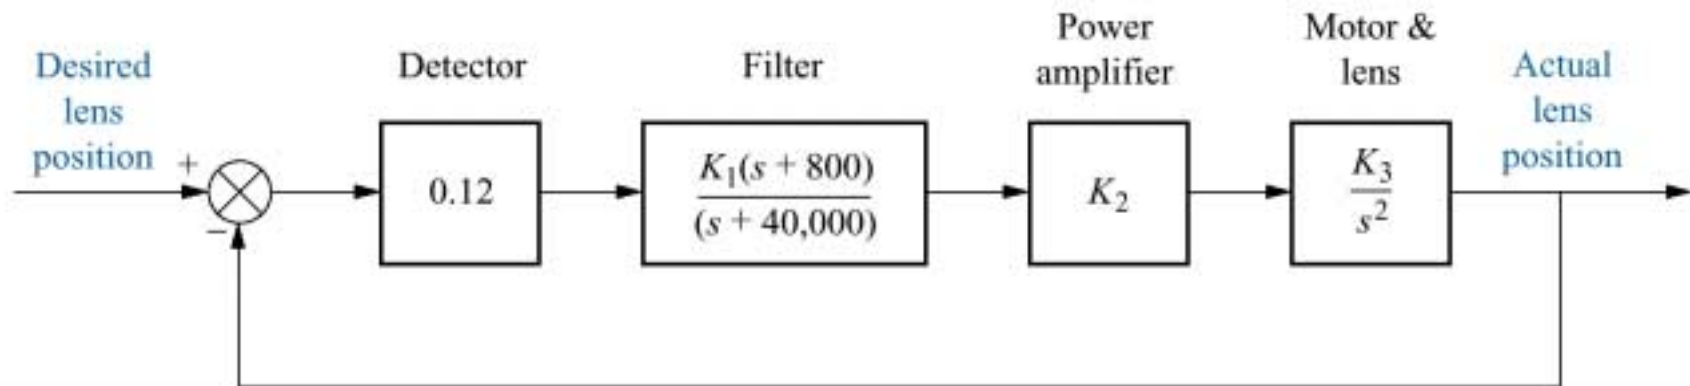 Desired
lens
position
+
−
Detector
0.12
Filter
K₁(s + 800)
(s + 40,000)
Power
amplifier
K₂
Motor &
lens
K₃
s²
Actual
lens
position